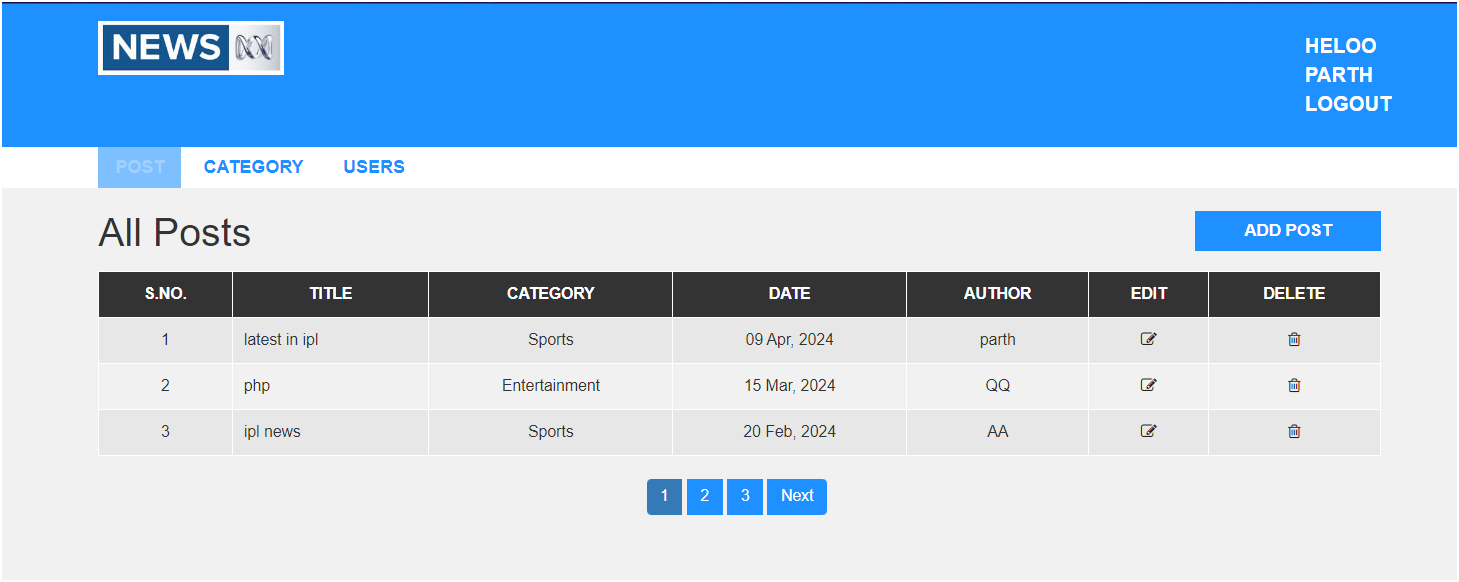 NEWS
HELOO
PARTH
LOGOUT
POST CATEGORY USERS
All Posts ADD POST
S.NO. TITLE CATEGORY DATE AUTHOR EDIT DELETE
1 latest in ipl Sports 09 Apr, 2024 parth
2 php Entertainment 15 Mar, 2024 QQ
3 ipl news Sports 20 Feb, 2024 AA
1 2 3 Next